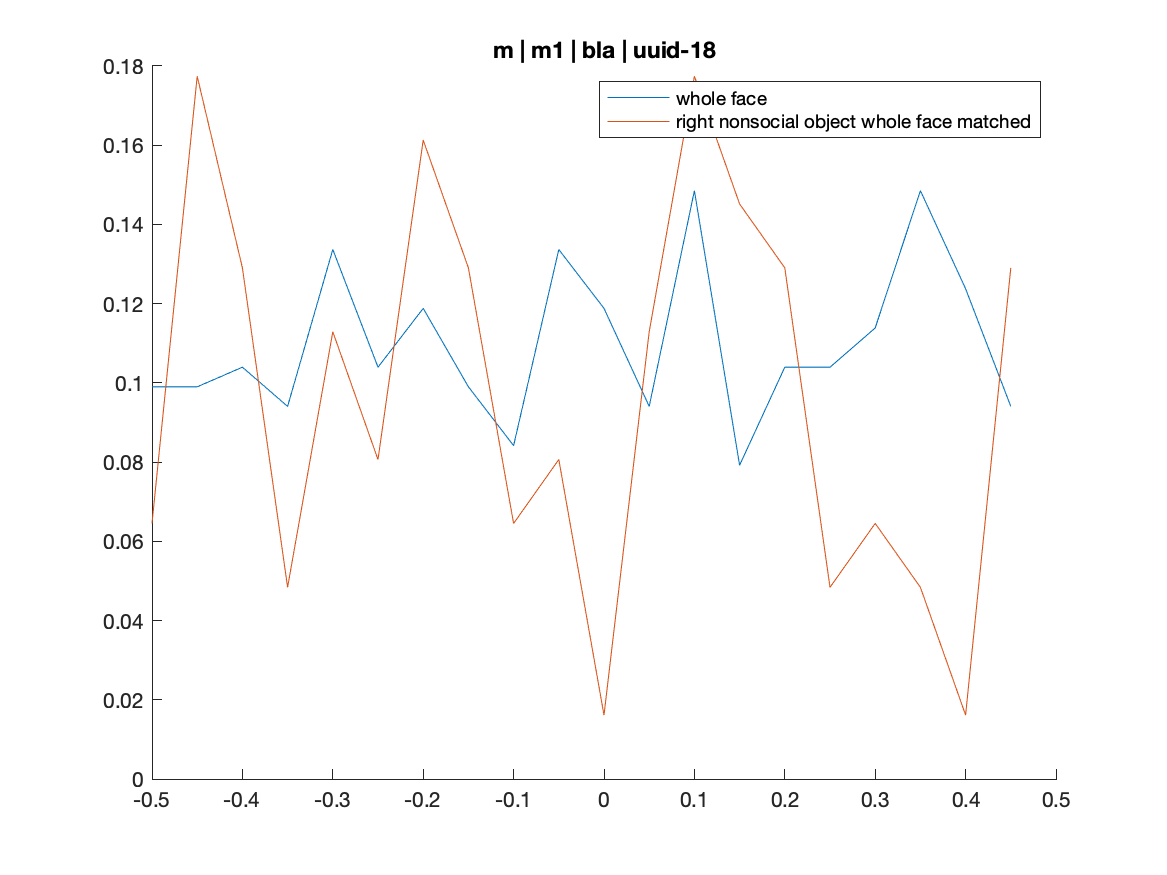 m | m1 | bla | uuid-18
whole face
right nonsocial object whole face matched
0.18
0.16
0.14
0.12
0.1
0.08
0.06
0.04
0.02
0
-0.5 -0.4 -0.3 -0.2 -0.1 0 0.1 0.2 0.3 0.4 0.5